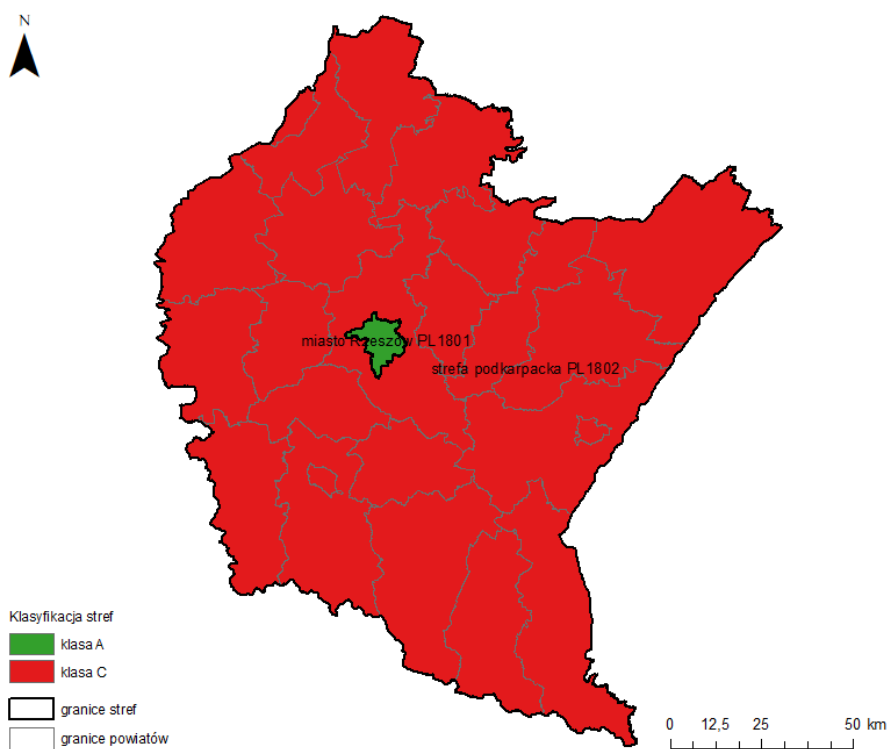 N
miasto Rzeszów PL1801
strefa podkarpacka PL1802
Klasyfikacja stref
klasa A
klasa C
granice stref
granice powiatów
0 12,5 25 50 km